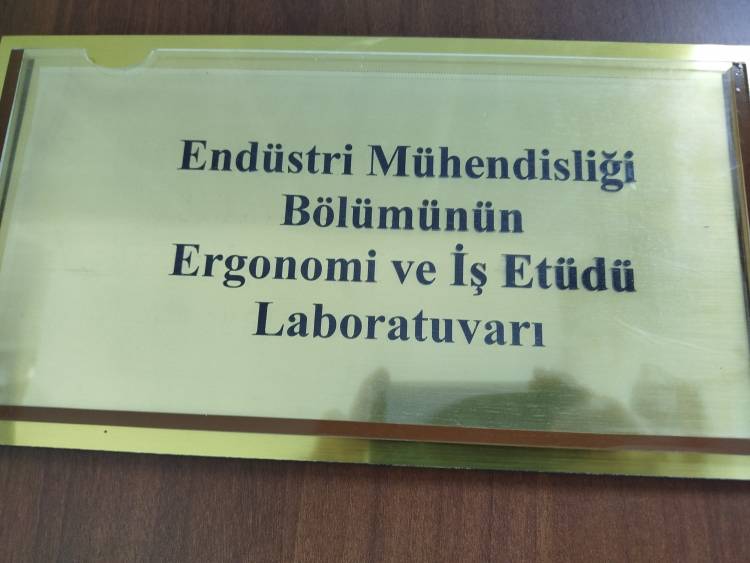 Endüstri Mühendisliği
Bölümünün
Ergonomi ve İş Etüdü
Laboratuvarı